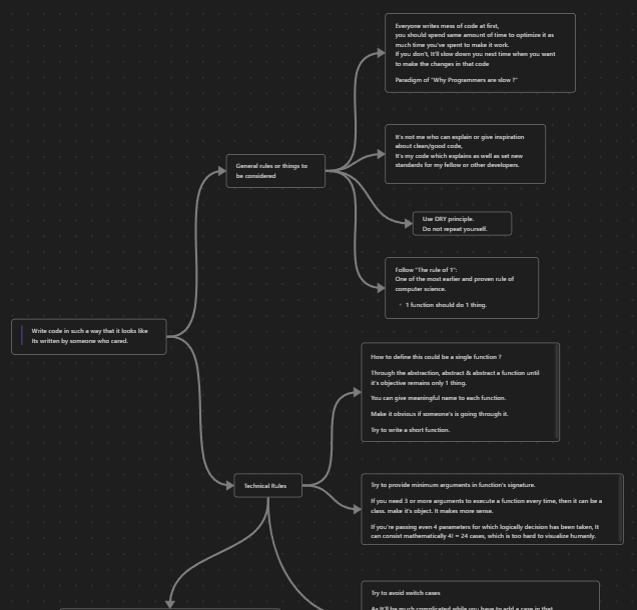 Everyone writes mess of code at first,
you should spend same amount of time to optimize it as
much time you've spent to make it work.
If you don't, It'll slow down you next time when you want
to make the changes in that code
Paradigm of "Why Programmers are slow ?"
It's not me who can explain or give inspiration
about clean/good code,
It's my code which explains as well as set new
standards for my fellow or other developers.
General rules or things to
be considered
Use DRY principle.
Do not repeat yourself.
Follow "The rule of 1":
One of the most earlier and proven rule of
computer science.
1 function should do 1 thing.
Write code in such a way that it looks like
its written by someone who cared.
How to define this could be a single function ?
Through the abstraction, abstract & abstract a function until
it's objective remains only 1 thing.
You can give meaningful name to each function.
Make it obvious if someone's is going through it.
Try to write a short function.
Technical Rules
Try to provide minimum arguments in function's signature.
If you need 3 or more arguments to execute a function every time, then it can be a
class. make it's object. It makes more sense.
If you're passing even 4 parameters for which logically decision has been taken, It
can consist mathematically 4! = 24 cases, which is too hard to visualize humanly.
Try to avoid switch cases
As It'll be much complicated while you have to add a case in that